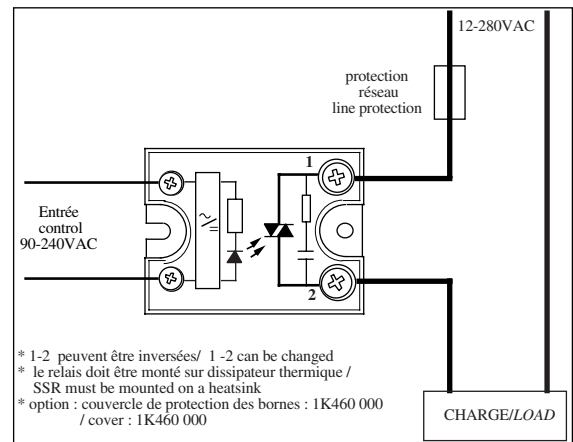 12-280VAC
protection
réseau
line protection
1
Entrée
control
90-240VAC
~/=
2
* 1-2 peuvent être inversées/ 1 -2 can be changed
* le relais doit être monté sur dissipateur thermique /
SSR must be mounted on a heatsink
* option : couvercle de protection des bornes : 1K460 000
/ cover : 1K460 000
CHARGE/LOAD